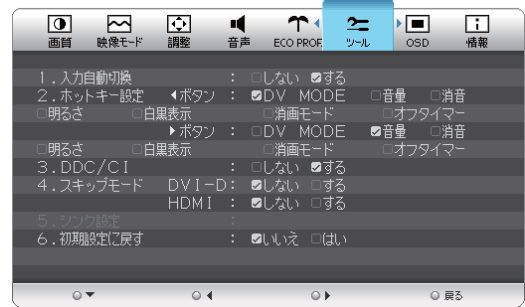 画質 映像モード 調整 音声 ECO PROF. ツール OSD 情報
1.入力自動切換 : □しない ☑する
2.ホットキー設定 ◀ボタン : ☑DV MODE □音量 □消音
□明るさ □白黒表示 □消画モード □オフタイマー
▶ボタン : □DV MODE ☑音量 □消音
□明るさ □白黒表示 □消画モード □オフタイマー
3.DDC/CI : □しない ☑する
4.スキップモード DVI-D: ☑しない □する
HDMI : ☑しない □する
5.シンク設定 :
6.初期設定に戻す : ☑いいえ □はい
▼ ◀ ▶ 戻る